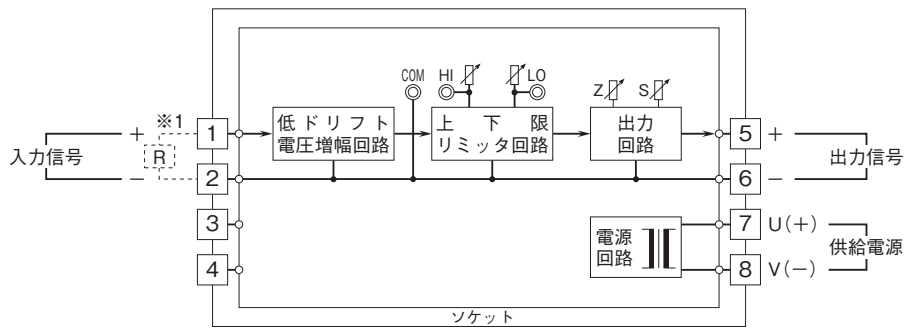 COM HI LO
Z S
※1
+ 1 低ドリフト 上下限 出力 5 +
入力信号 R 電圧増幅回路 リミッタ回路 回路 出力信号
− 2 6 −
3 電源 7 U(+)
回路 供給電源
4 8 V(−)
ソケット